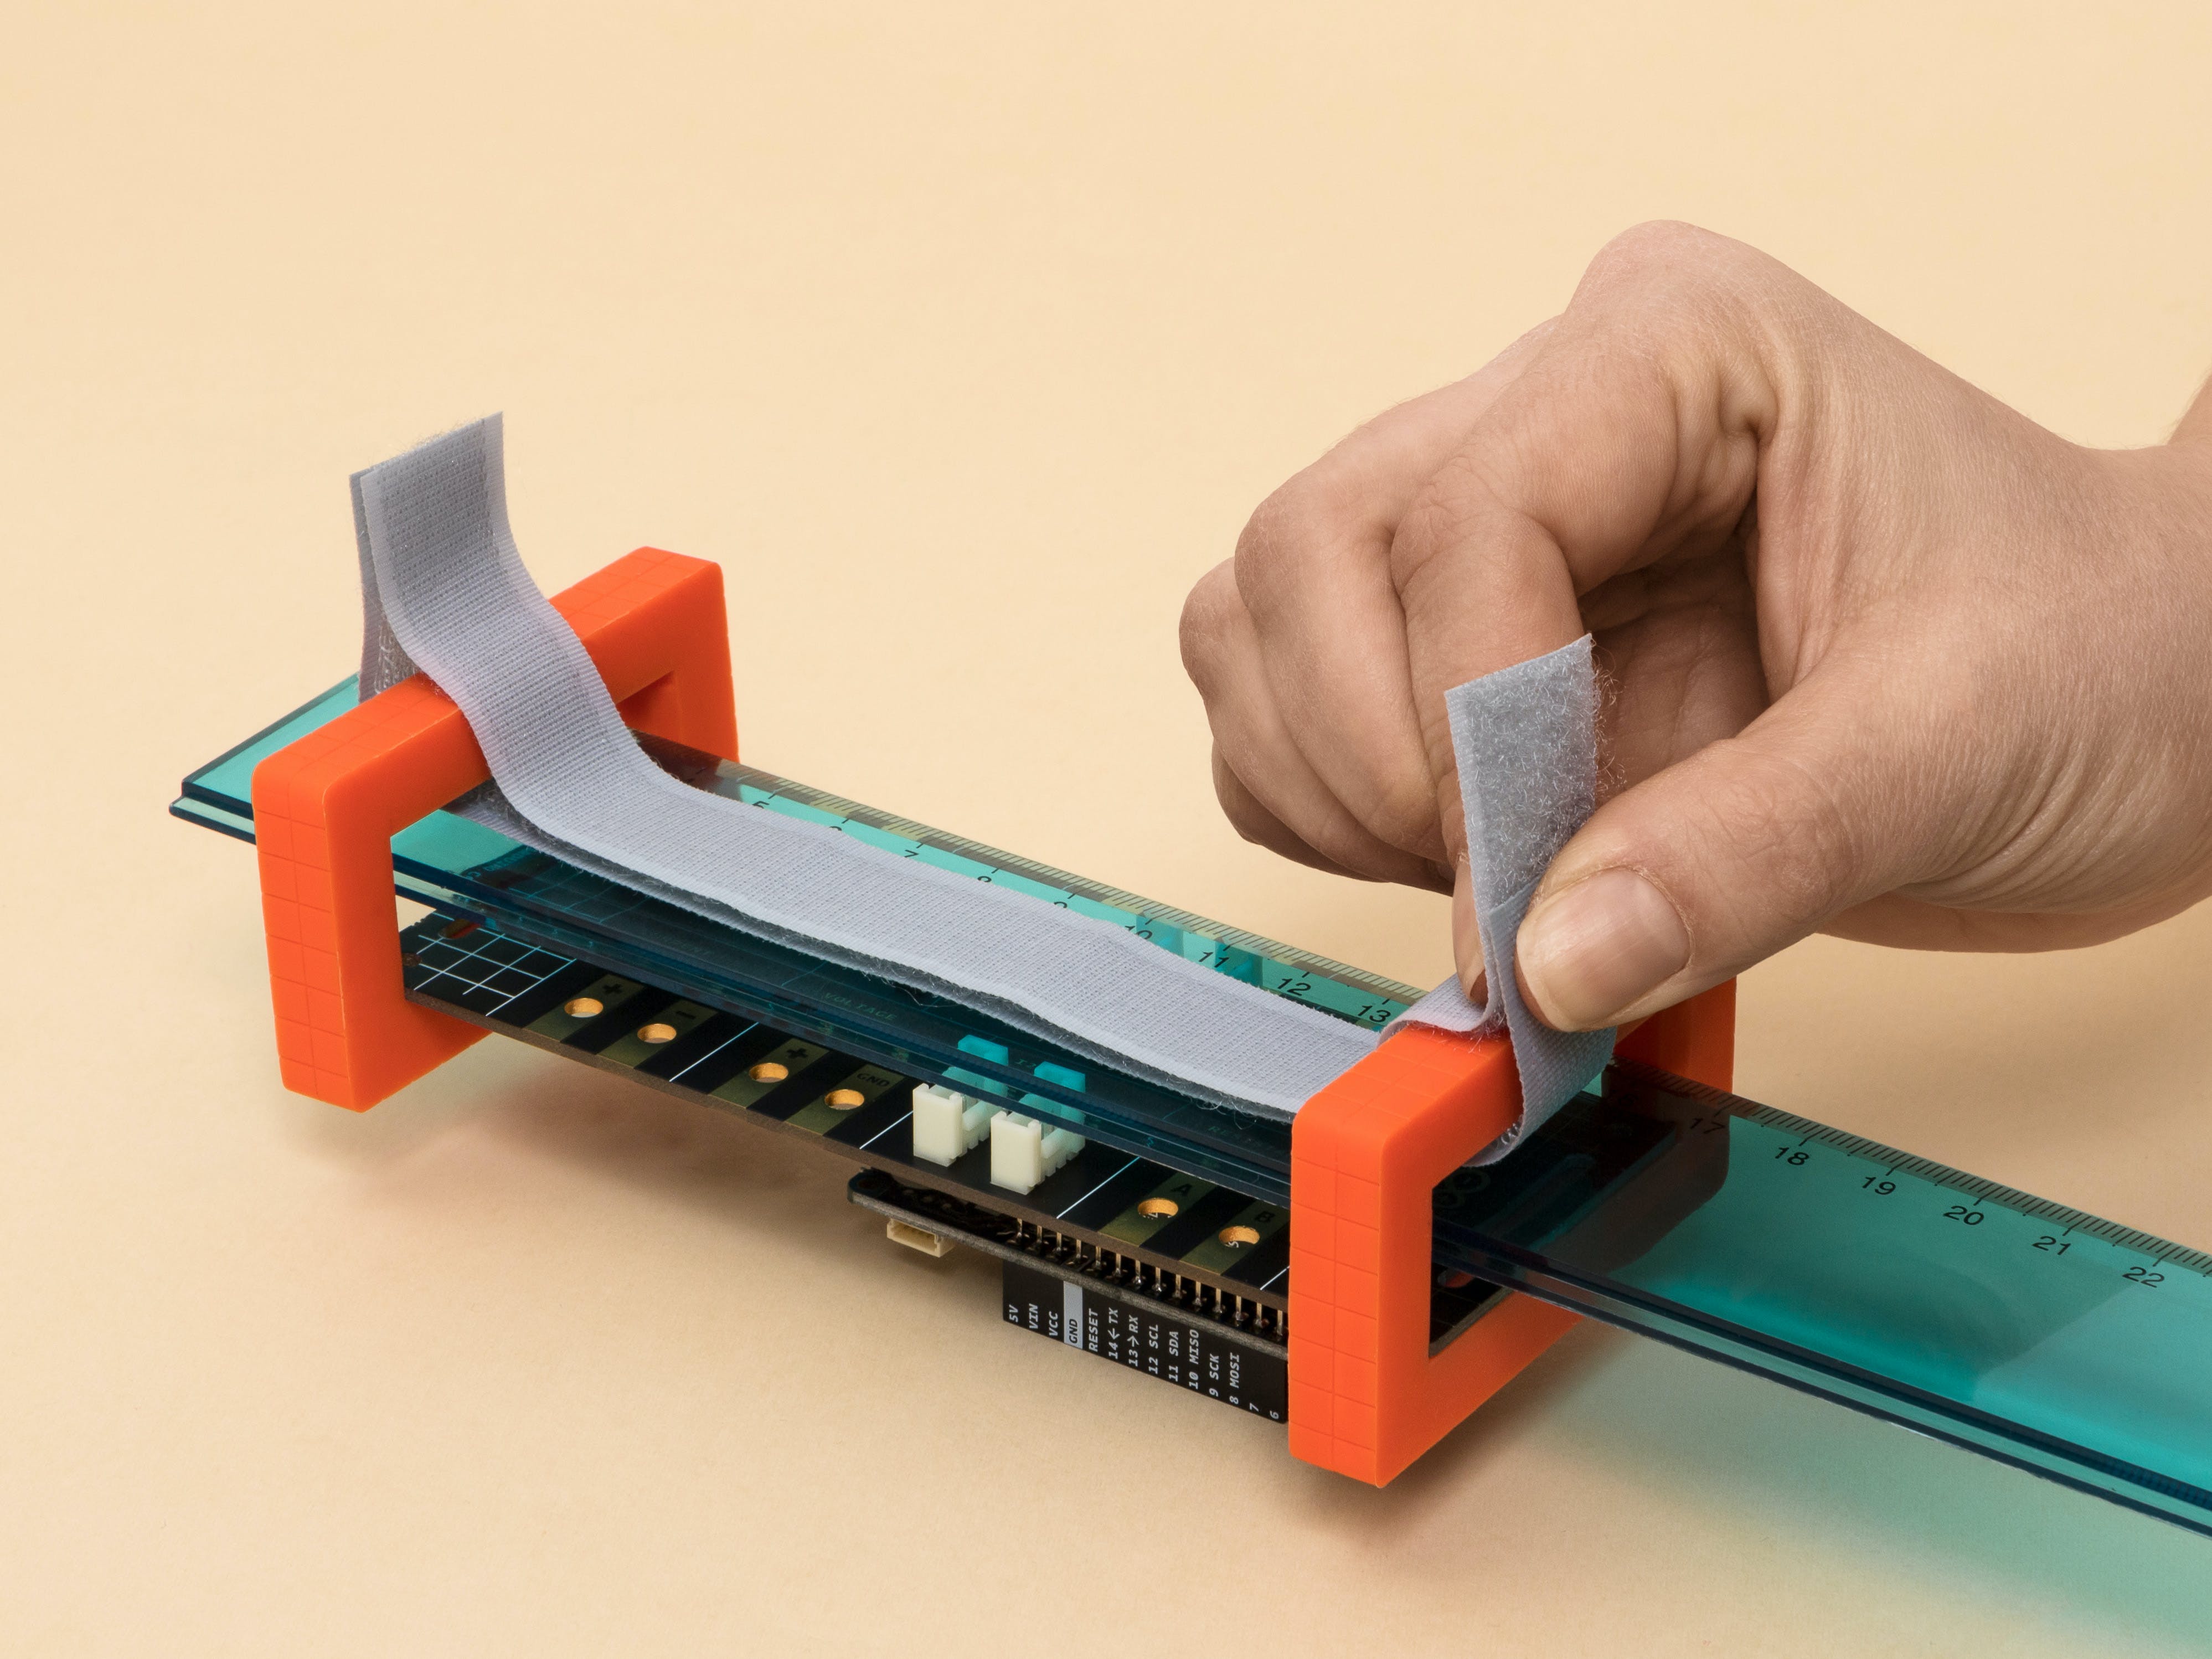 5
7
8
9
10
11
12
13
17
18
19
20
21
22
+
−
+
GND
VOLTAGE
A
B
5V
VIN
VCC
GND
RESET
14<-TX
13->RX
12 SCL
11 SDA
10 MISO
9 SCK
8 MOSI
7
6